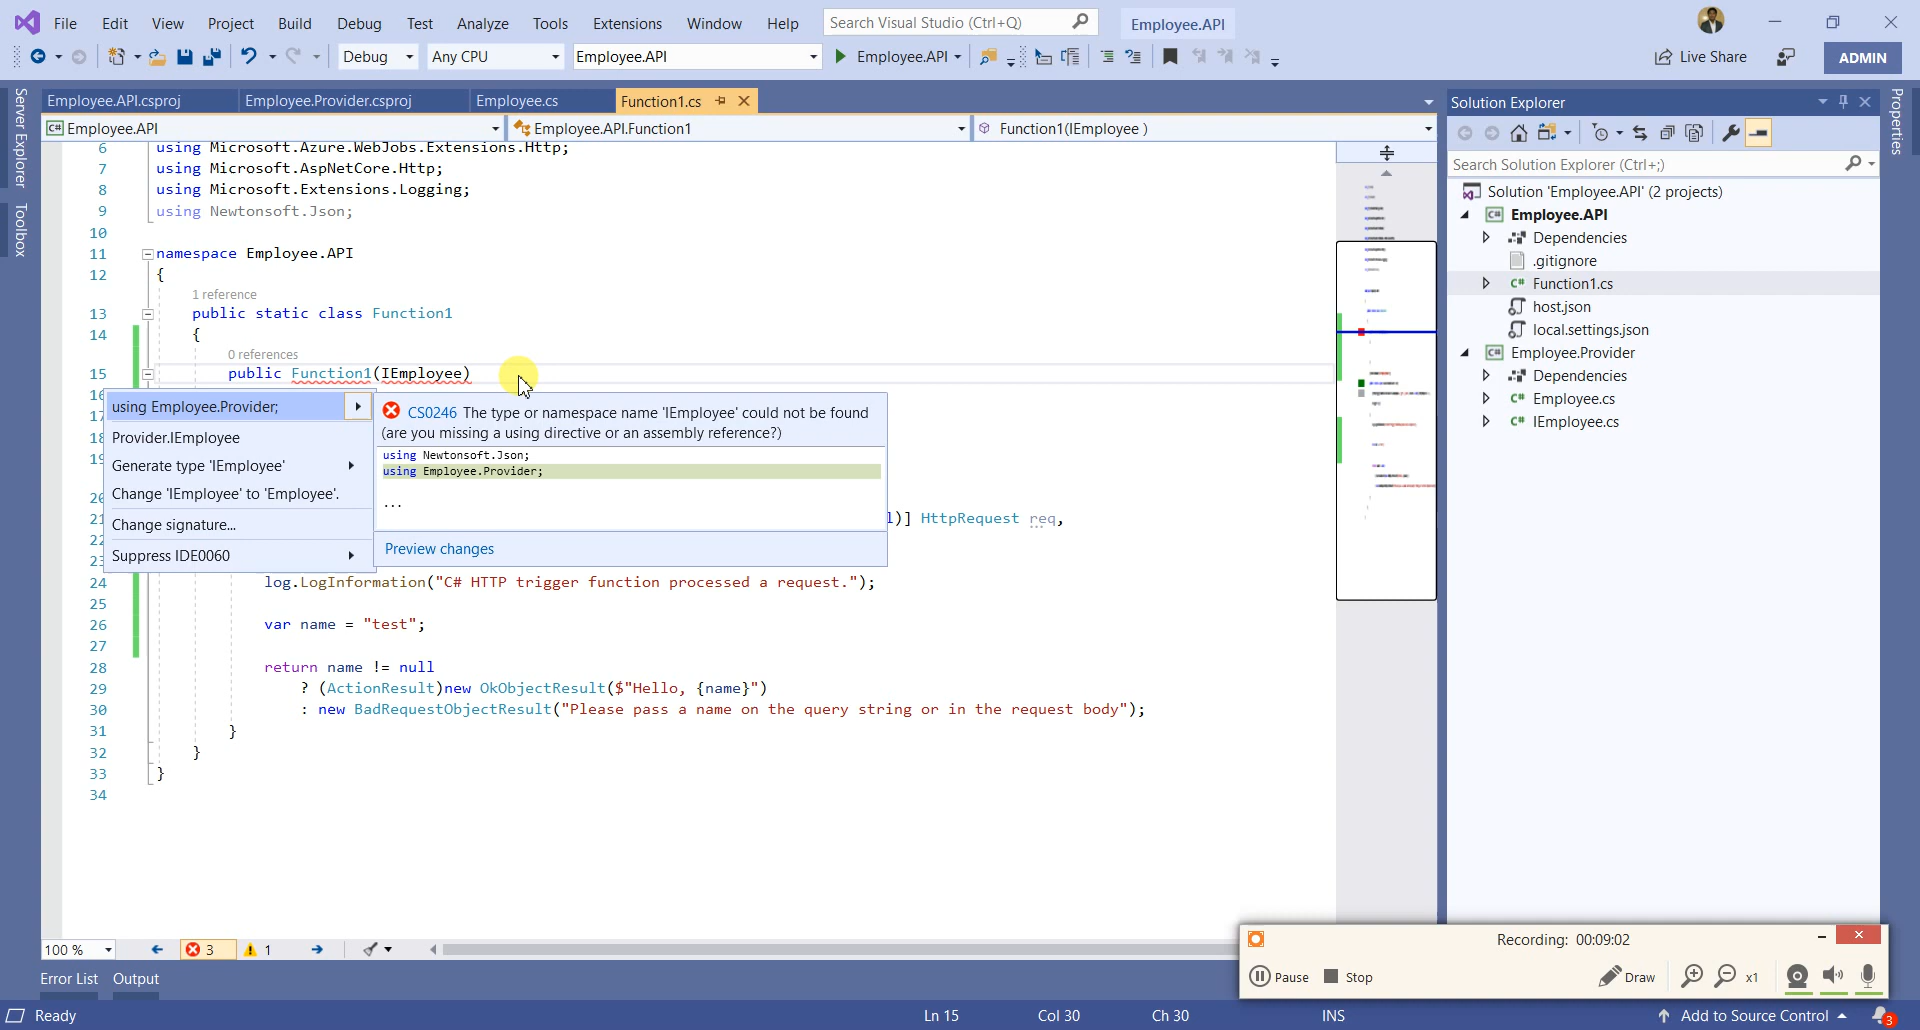 File Edit View Project Build Debug Test Analyze Tools Extensions Window Help Search Visual Studio (Ctrl+Q) Employee.API
Debug Any CPU Employee.API Employee.API Live Share ADMIN
Server Explorer
Toolbox
Employee.API.csproj Employee.Provider.csproj Employee.cs Function1.cs
C# Employee.API Employee.API.Function1 Function1(IEmployee )
6 using Microsoft.Azure.WebJobs.Extensions.Http;
7 using Microsoft.AspNetCore.Http;
8 using Microsoft.Extensions.Logging;
9 using Newtonsoft.Json;
10
11 namespace Employee.API
12 {
1 reference
13 public static class Function1
14 {
0 references
15 public Function1(IEmployee)
using Employee.Provider;
Provider.IEmployee
Generate type 'IEmployee'
Change 'IEmployee' to 'Employee'.
Change signature...
Suppress IDE0060
CS0246 The type or namespace name 'IEmployee' could not be found
(are you missing a using directive or an assembly reference?)
using Newtonsoft.Json;
using Employee.Provider;
...
Preview changes
l)] HttpRequest req,
24 log.LogInformation("C# HTTP trigger function processed a request.");
25
26 var name = "test";
27
28 return name != null
29 ? (ActionResult)new OkObjectResult($"Hello, {name}")
30 : new BadRequestObjectResult("Please pass a name on the query string or in the request body");
31 }
32 }
33 }
34
100 % 3 1
Error List Output
Ready Ln 15 Col 30 Ch 30 INS Add to Source Control 3
Solution Explorer
Search Solution Explorer (Ctrl+;)
Solution 'Employee.API' (2 projects)
C# Employee.API
Dependencies
.gitignore
C# Function1.cs
host.json
local.settings.json
C# Employee.Provider
Dependencies
C# Employee.cs
C# IEmployee.cs
Properties
Recording: 00:09:02
Pause Stop Draw x1